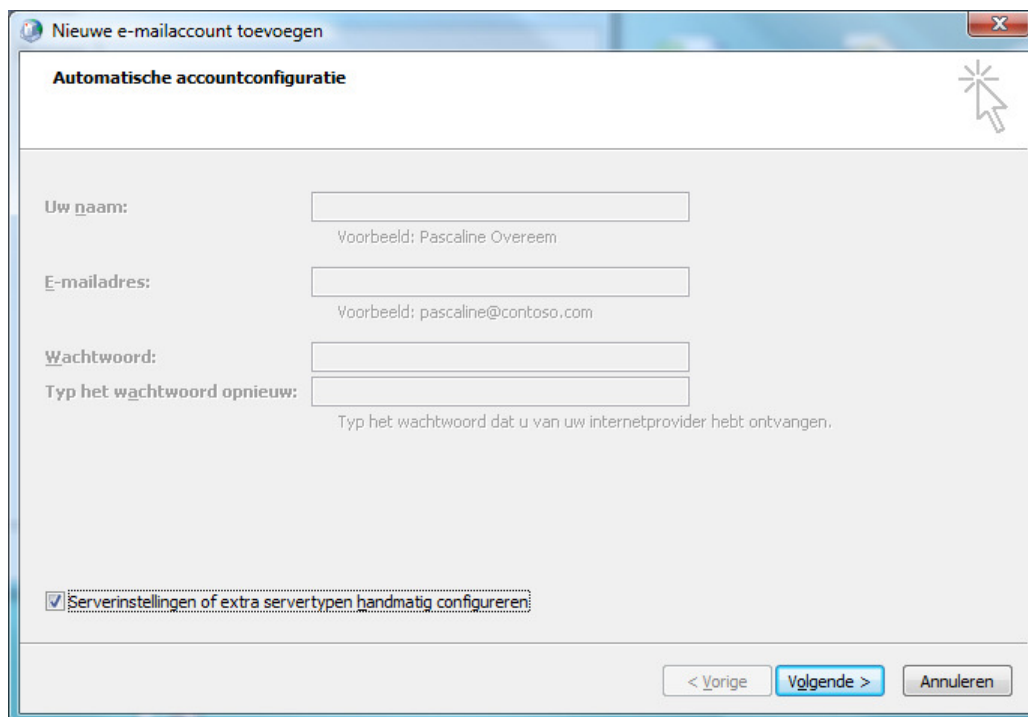 Nieuwe e-mailaccount toevoegen
X
Automatische accountconfiguratie
Uw naam:
Voorbeeld: Pascaline Overeem
E-mailadres:
Voorbeeld: pascaline@contoso.com
Wachtwoord:
Typ het wachtwoord opnieuw:
Typ het wachtwoord dat u van uw internetprovider hebt ontvangen.
Serverinstellingen of extra servertypen handmatig configureren
< Vorige Volgende > Annuleren